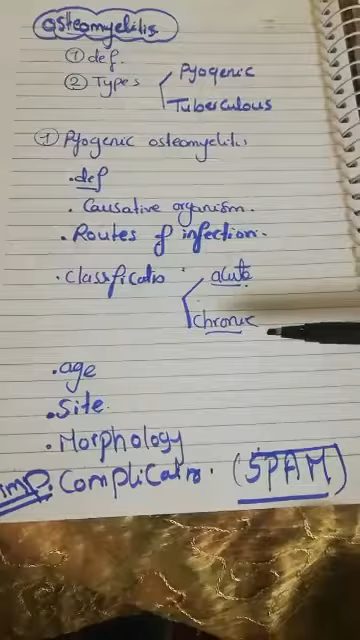 Osteomyelitis
① def.
② Types
Pyogenic
Tuberculous
① Pyogenic osteomyelitis
. def
. Causative organism.
. Routes of infection.
. Classificatio
acute
chronic
. age
. Site.
. Morphology
imp. Complicatio. (SPAM)